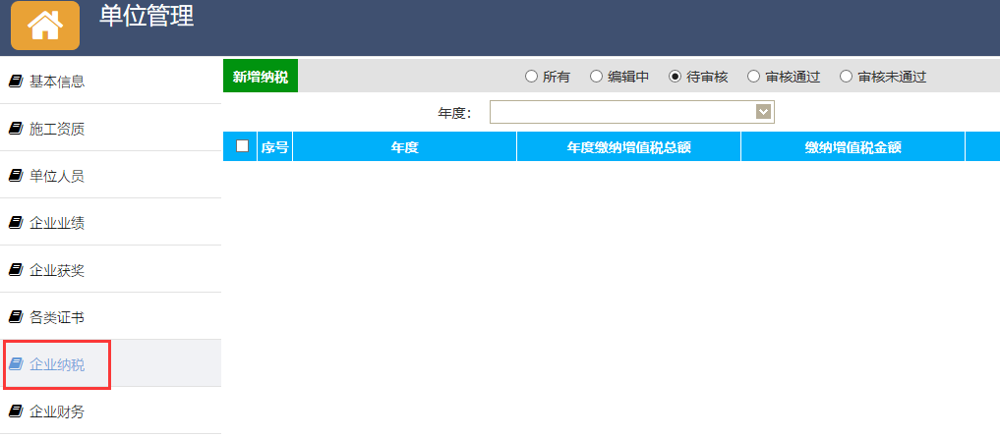 单位管理
基本信息
施工资质
单位人员
企业业绩
企业获奖
各类证书
企业纳税
企业财务
新增纳税 所有 编辑中 待审核 审核通过 审核未通过
年度：
序号 年度 年度缴纳增值税总额 缴纳增值税金额